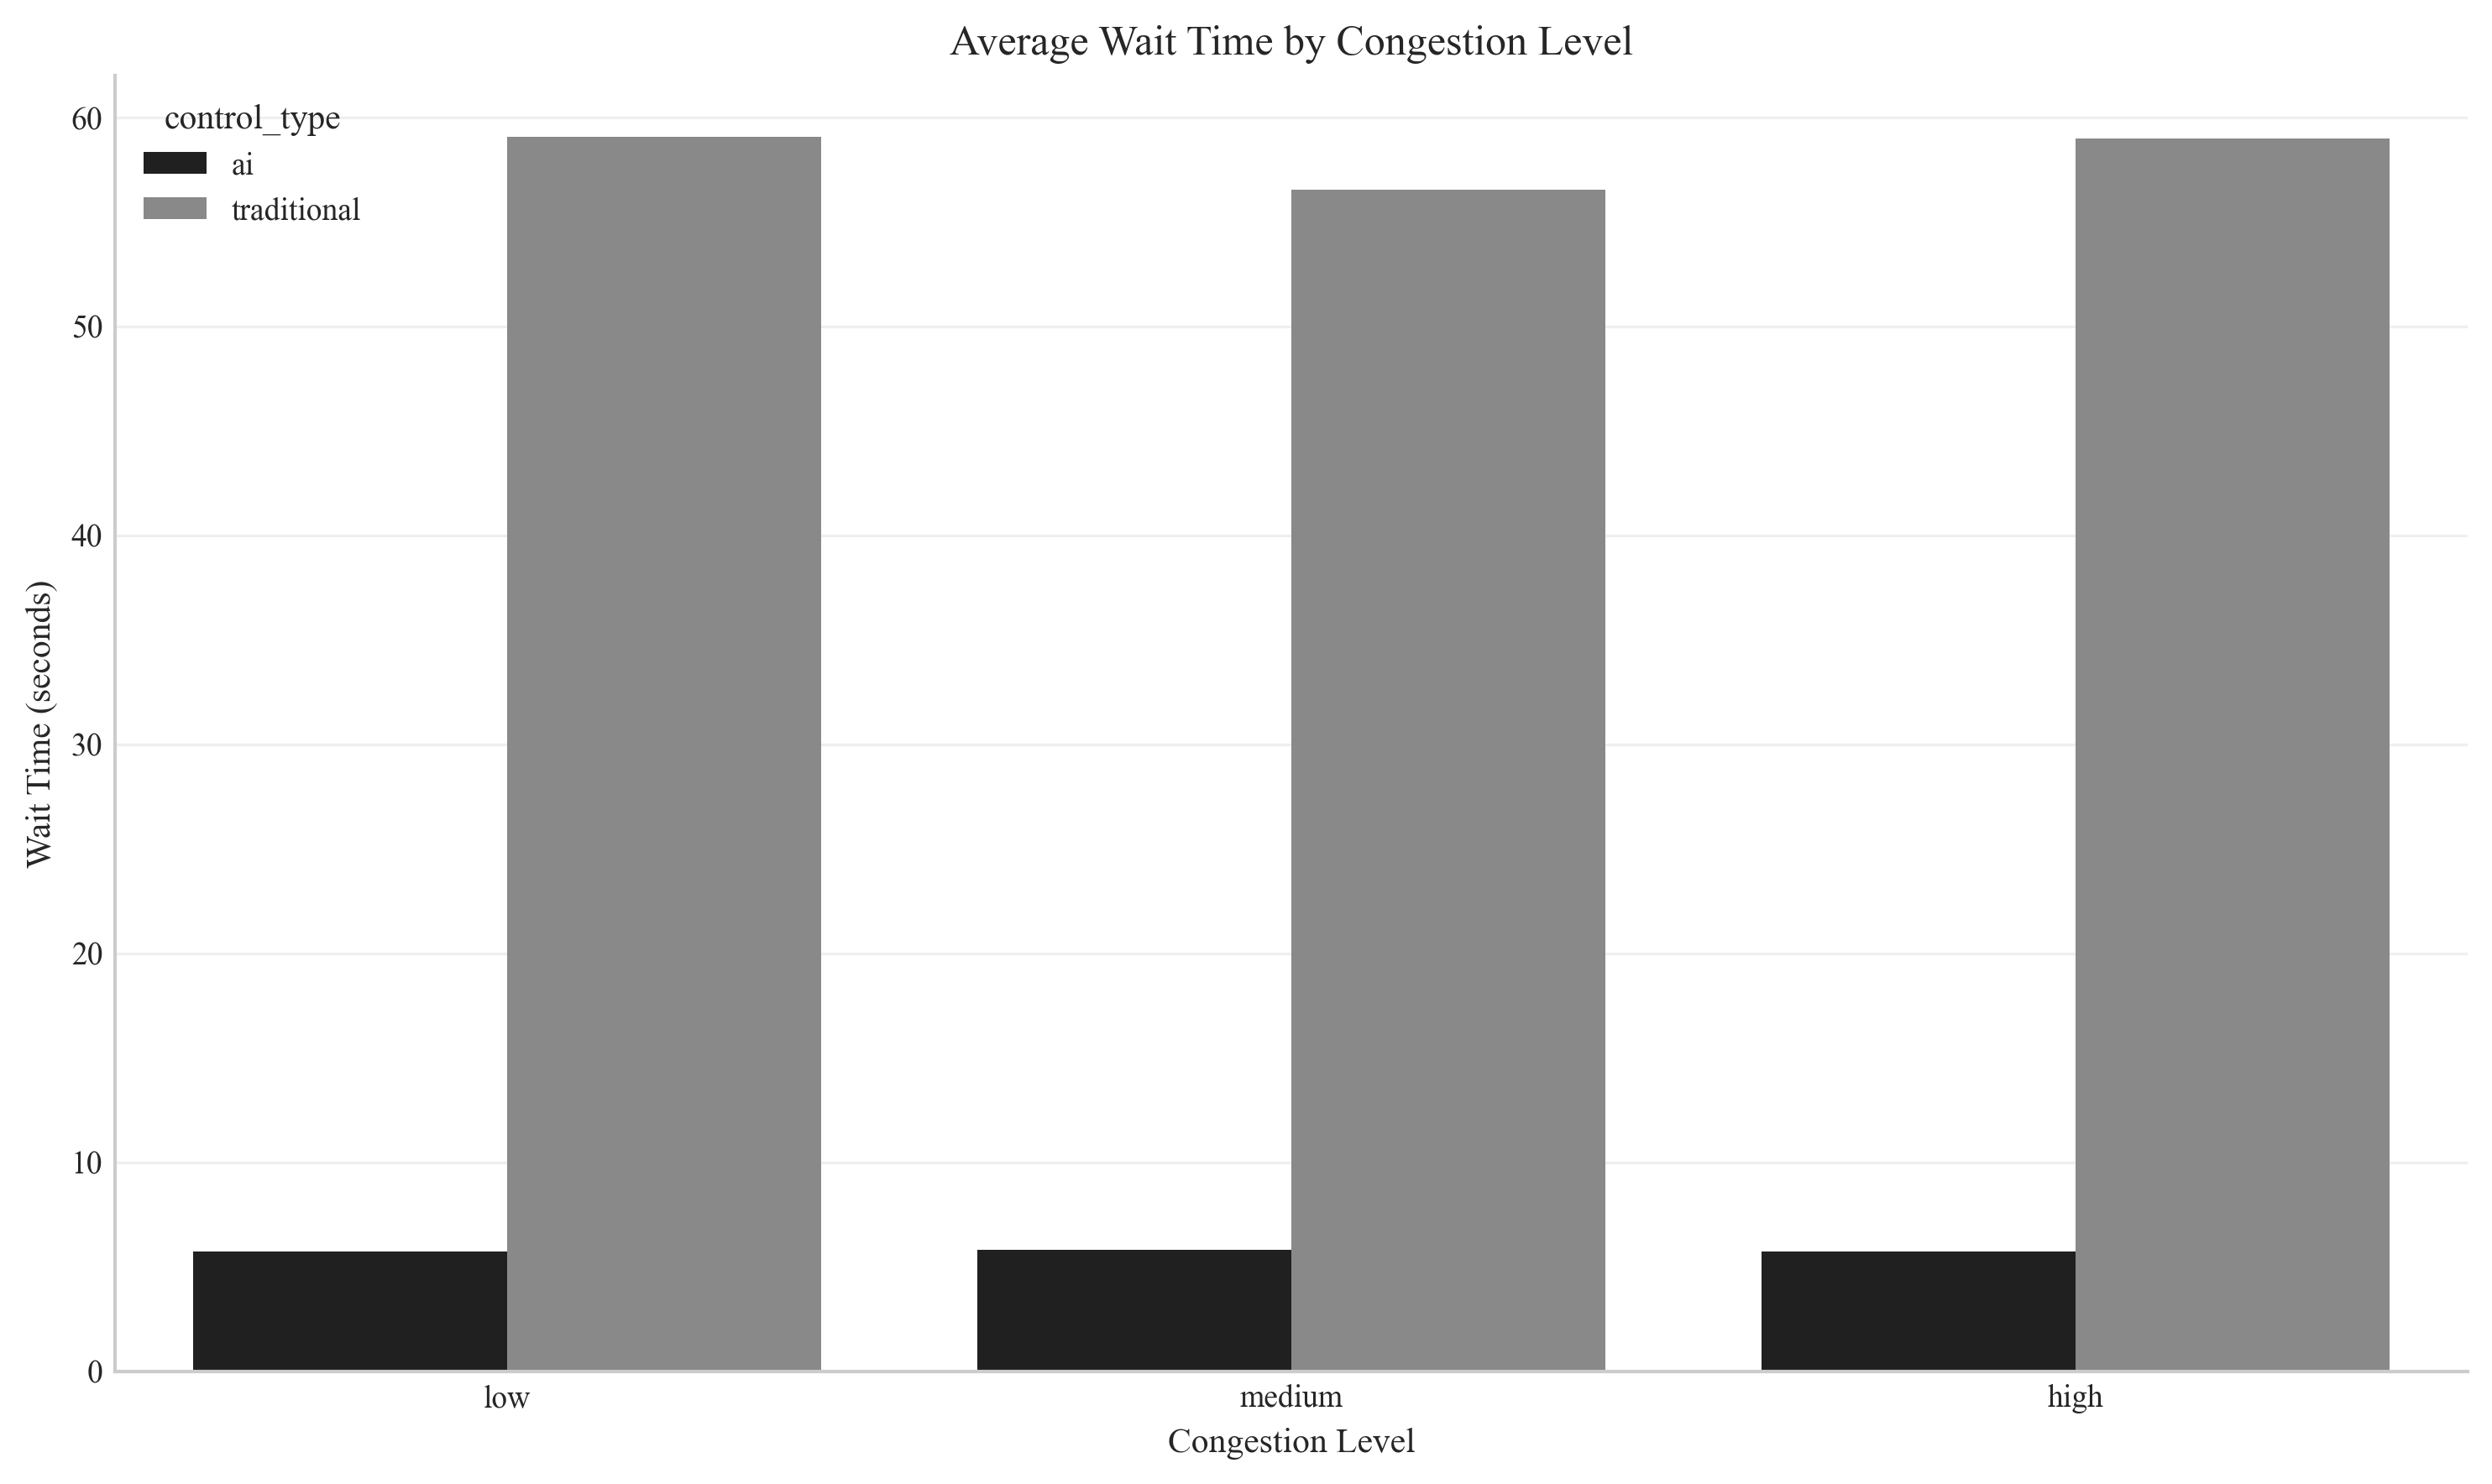 Average Wait Time by Congestion Level
control_type
ai
traditional
60
50
40
30
20
10
0
Wait Time (seconds)
low
medium
high
Congestion Level